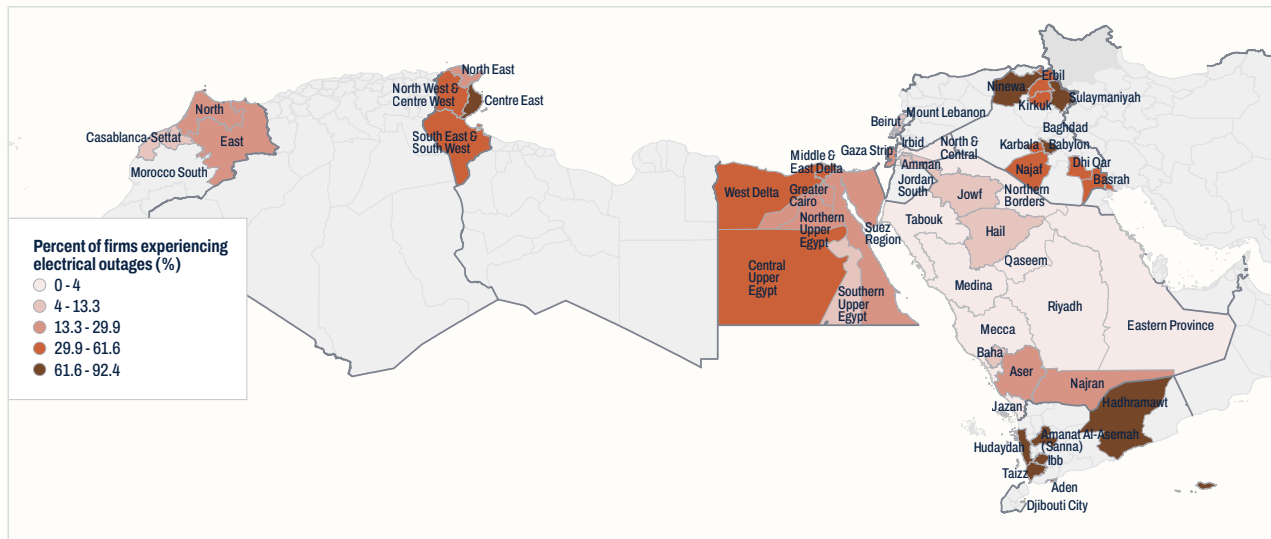 North East
North West &
Centre West
Centre East
South East &
South West
North
Casablanca-Settat
East
Morocco South
Erbil
Ninewa
Sulaymaniyah
Kirkuk
Mount Lebanon
Beirut
Baghdad
Irbid
North &
Central
Karbala
Babylon
Gaza Strip
Middle &
East Delta
Amman
Najaf
Dhi Qar
Basrah
Jordan
South
West Delta
Greater
Cairo
Jowf
Northern
Borders
Northern
Upper
Egypt
Tabouk
Suez
Region
Hail
Qaseem
Central
Upper
Egypt
Medina
Southern
Upper
Egypt
Riyadh
Mecca
Eastern Province
Baha
Aser
Najran
Jazan
Hadhramawt
Hudaydah
Amanat Al-Asemah
(Sanna)
Ibb
Taizz
Aden
Djibouti City
Percent of firms experiencing
electrical outages (%)
0 - 4
4 - 13.3
13.3 - 29.9
29.9 - 61.6
61.6 - 92.4